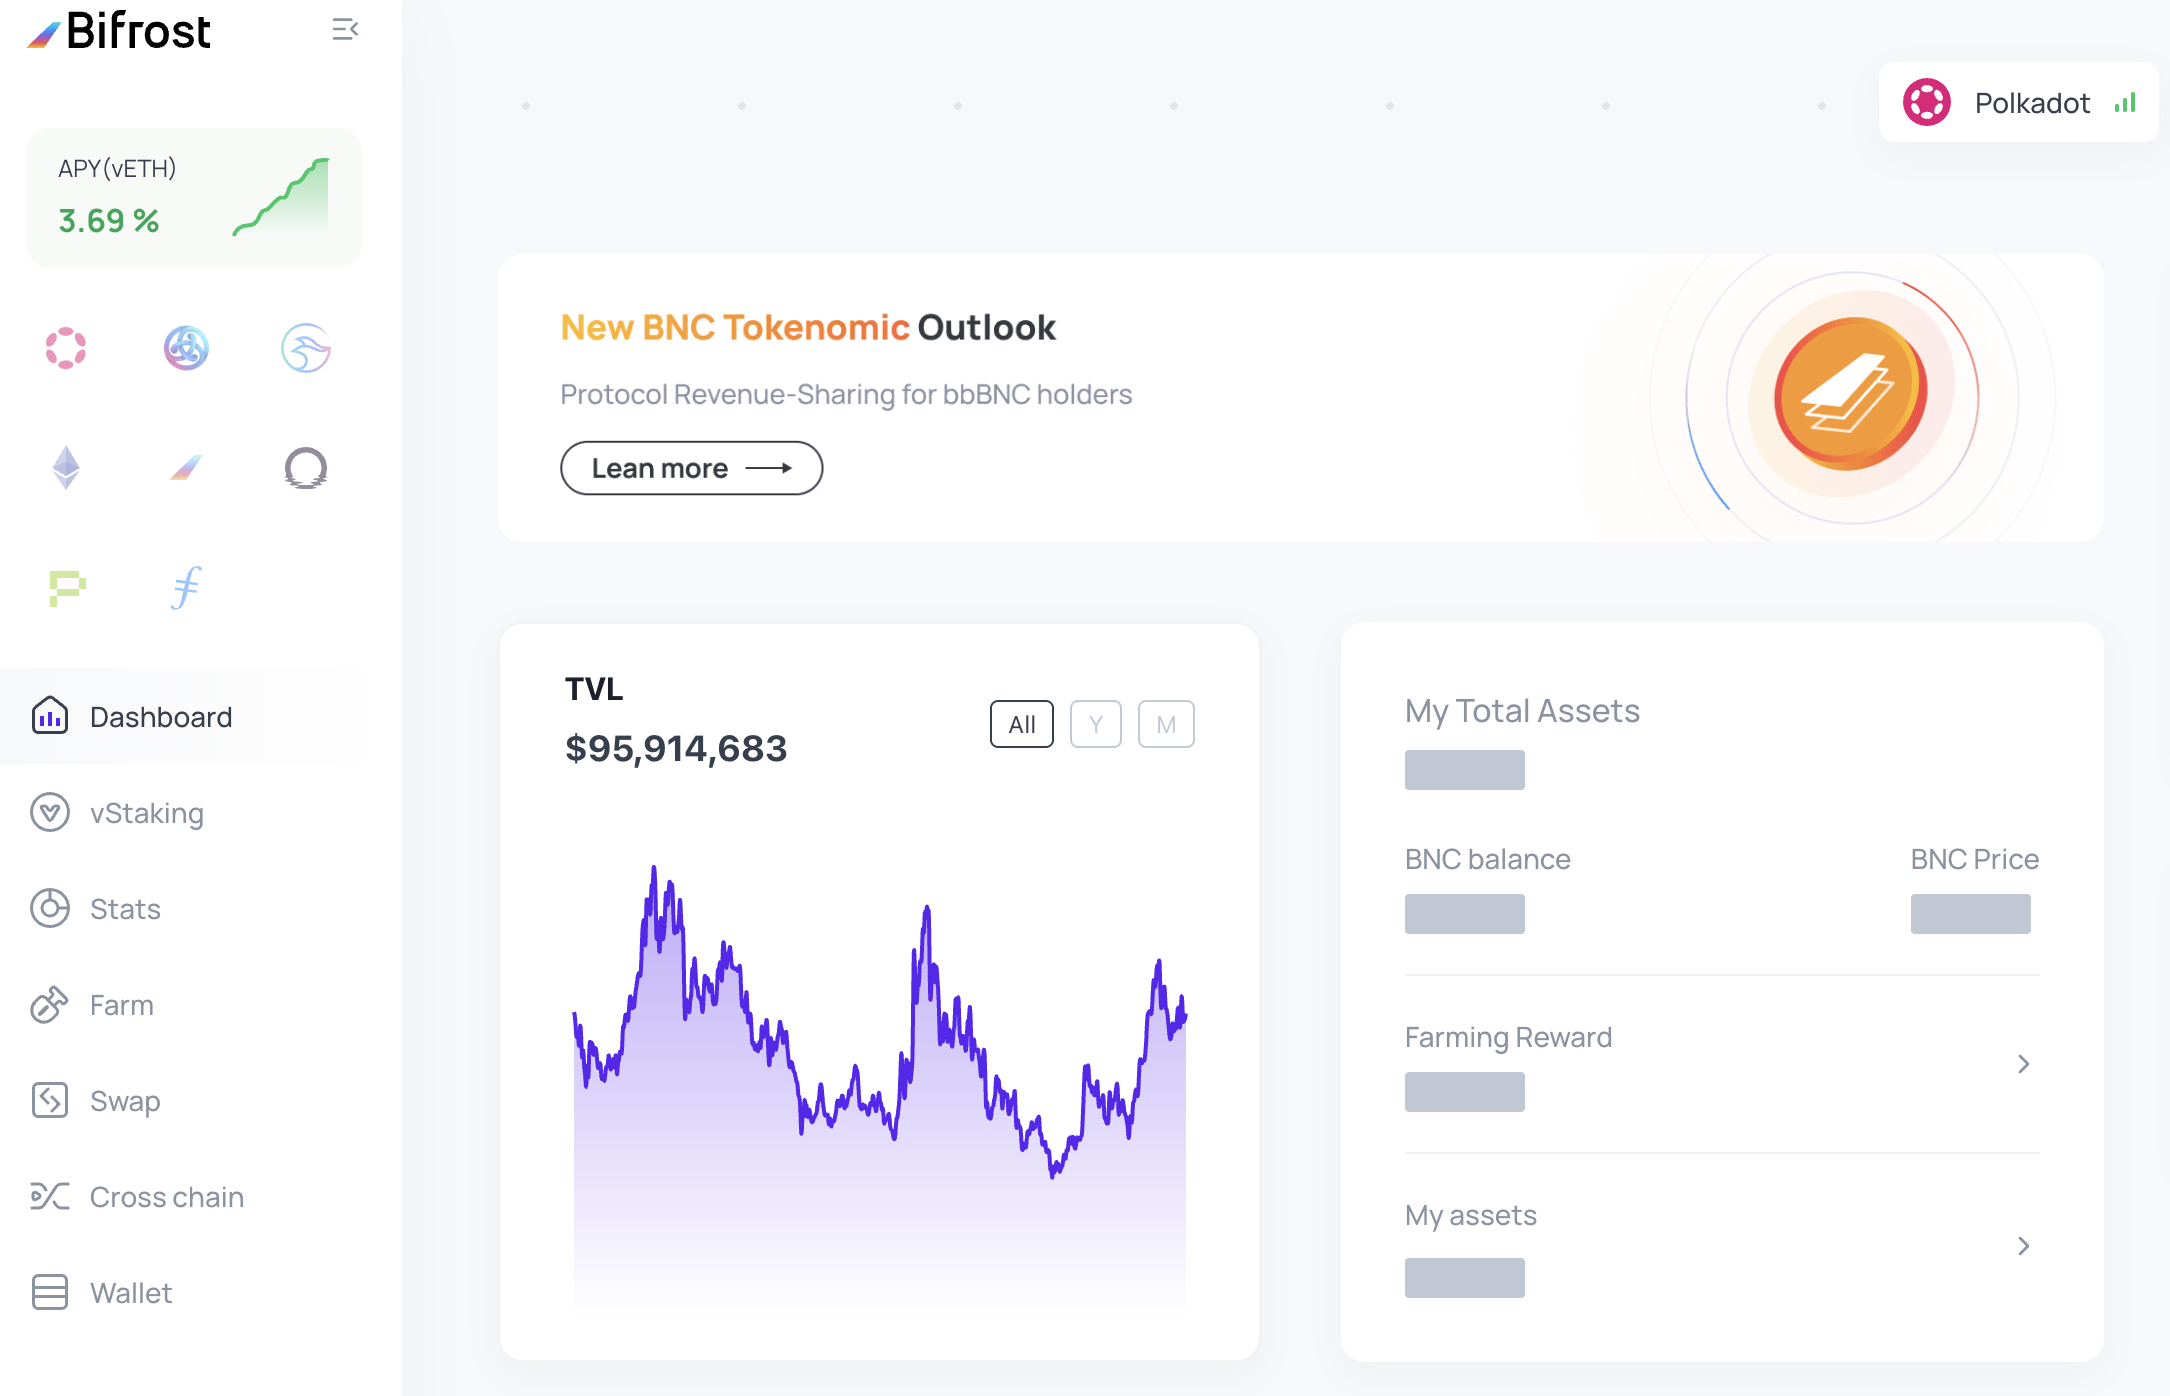 Bifrost
APY(vETH)
3.69 %
Dashboard
vStaking
Stats
Farm
Swap
Cross chain
Wallet
Polkadot
New BNC Tokenomic Outlook
Protocol Revenue-Sharing for bbBNC holders
Lean more
TVL
$95,914,683
All
Y
M
My Total Assets
BNC balance
BNC Price
Farming Reward
My assets